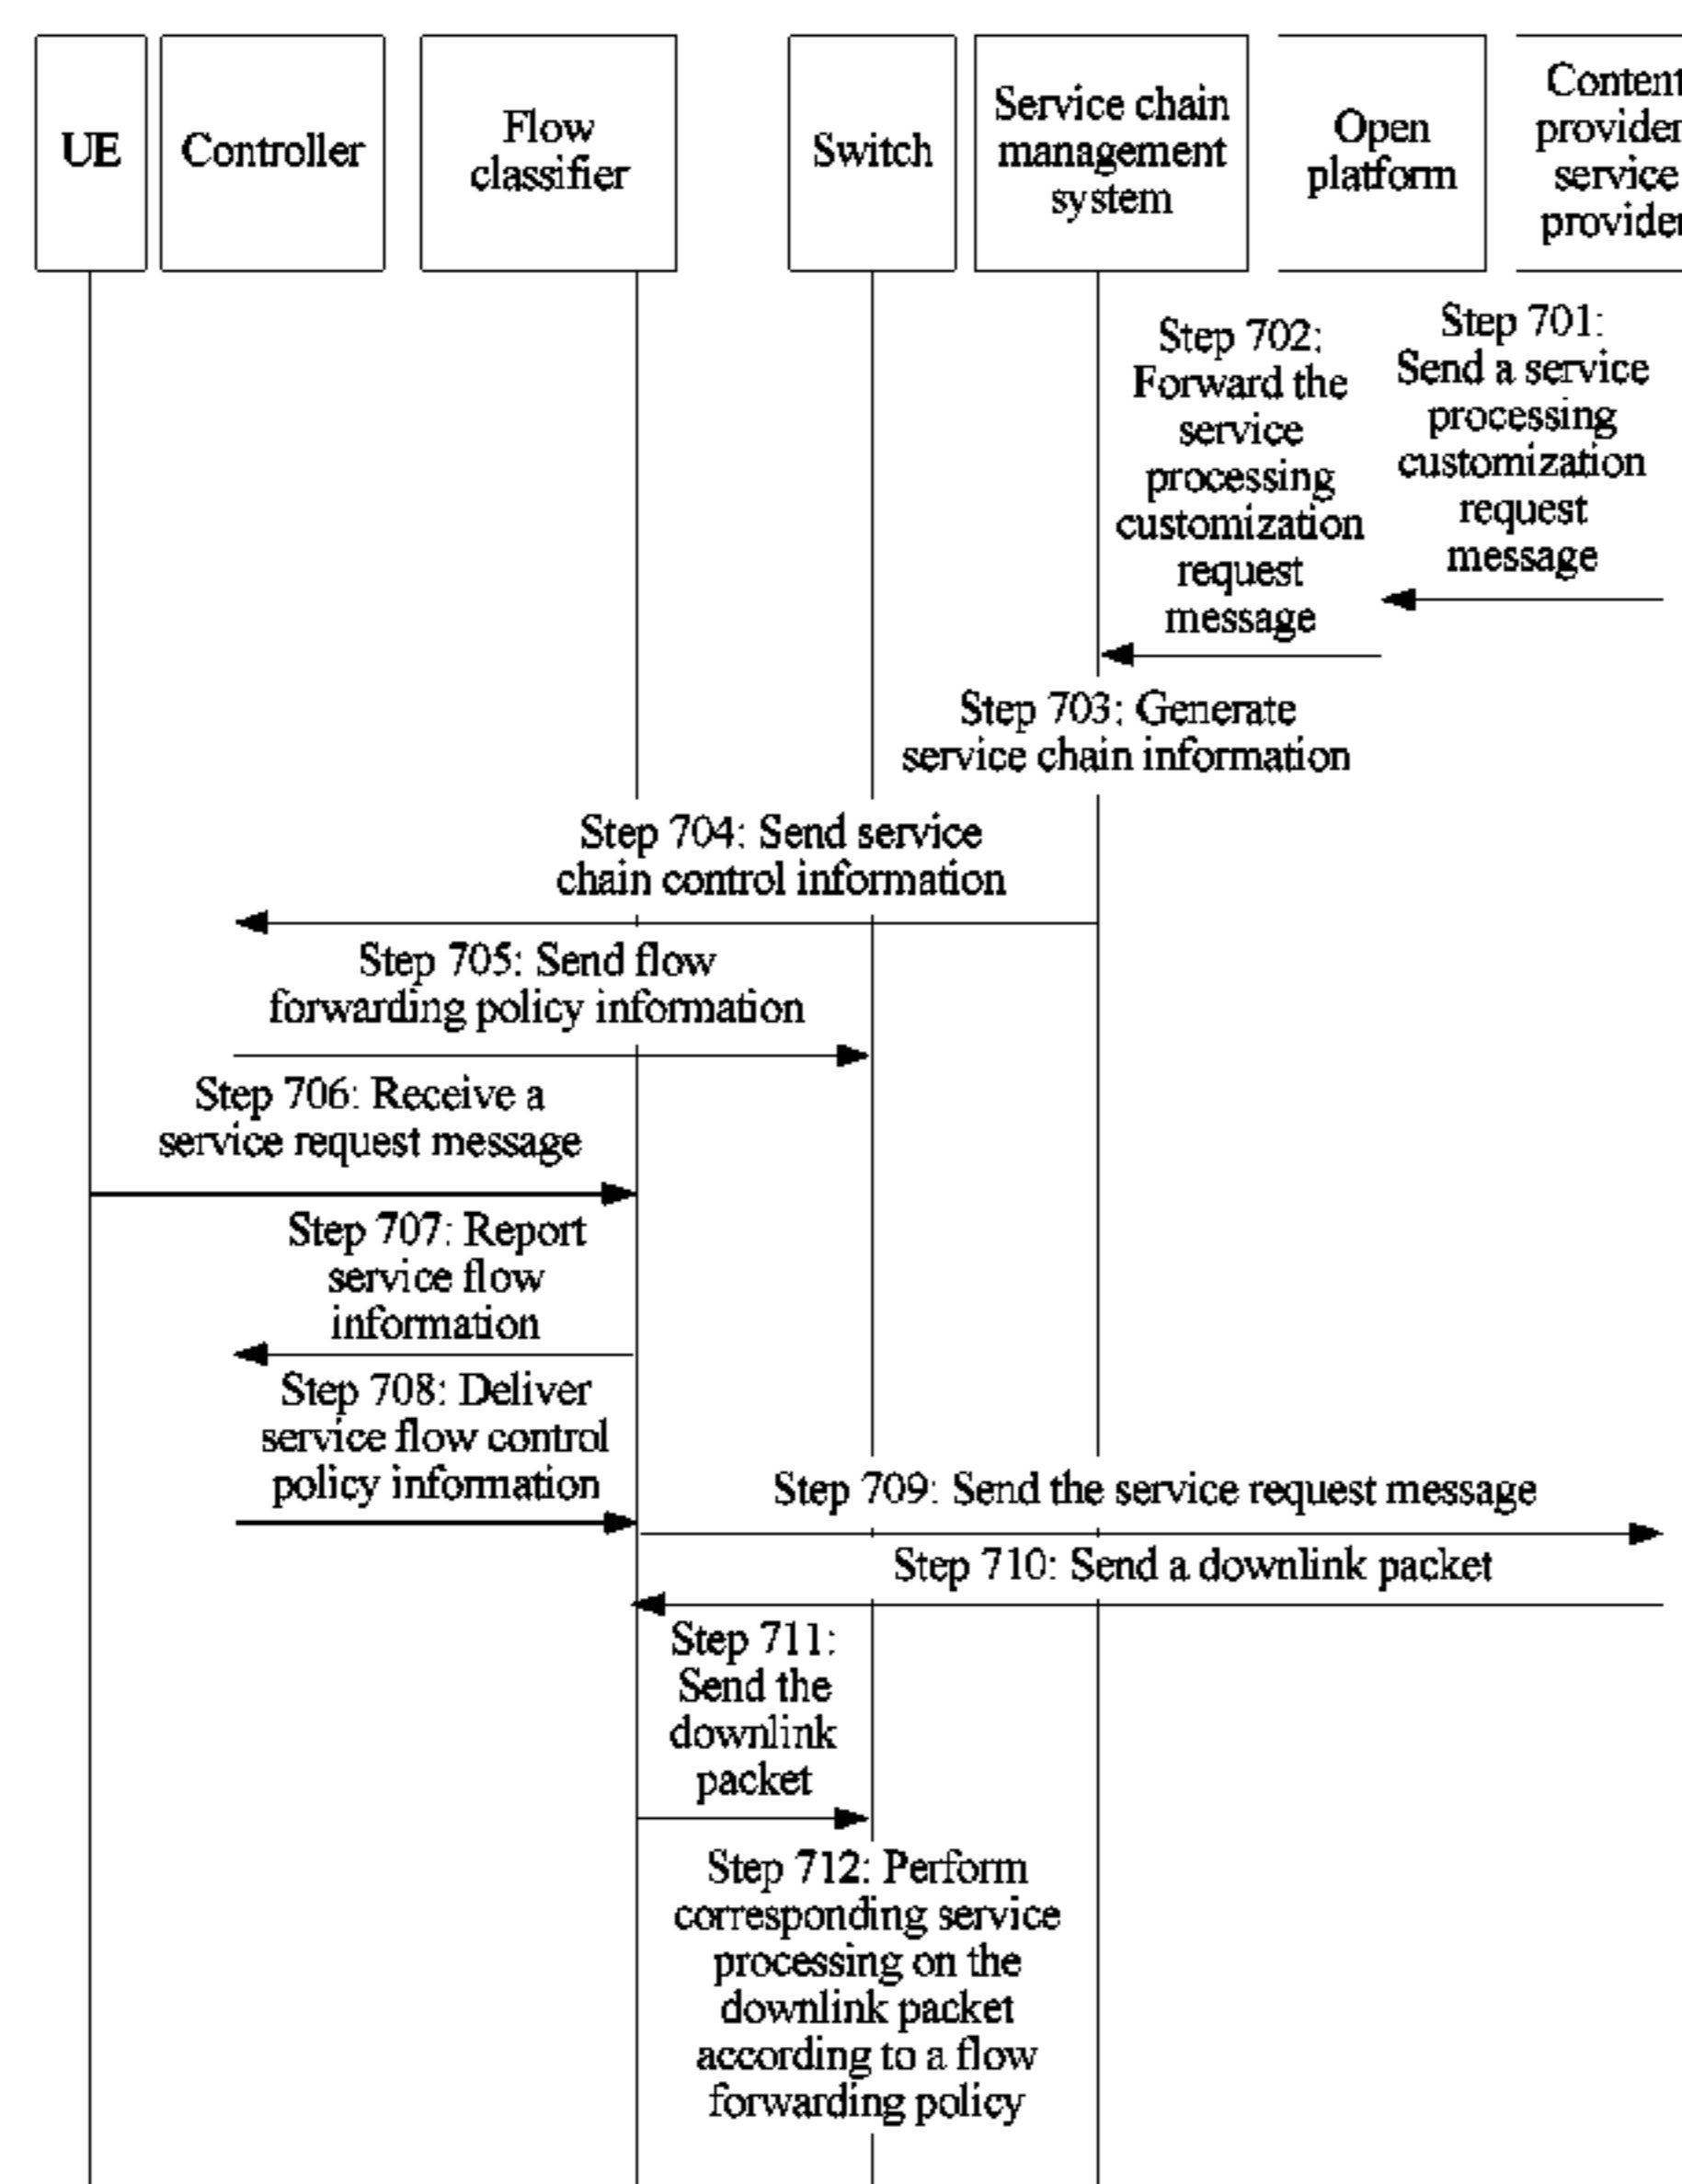 UE
Controller
Flow
classifier
Switch
Service chain
management
system
Open
platform
Content
provider
service
provider
Step 701:
Send a service
processing
customization
request
message
Step 702:
Forward the
service
processing
customization
request
message
Step 703: Generate
service chain information
Step 704: Send service
chain control information
Step 705: Send flow
forwarding policy information
Step 706: Receive a
service request message
Step 707: Report
service flow
information
Step 708: Deliver
service flow control
policy information
Step 709: Send the service request message
Step 710: Send a downlink packet
Step 711:
Send the
downlink
packet
Step 712: Perform
corresponding service
processing on the
downlink packet
according to a flow
forwarding policy